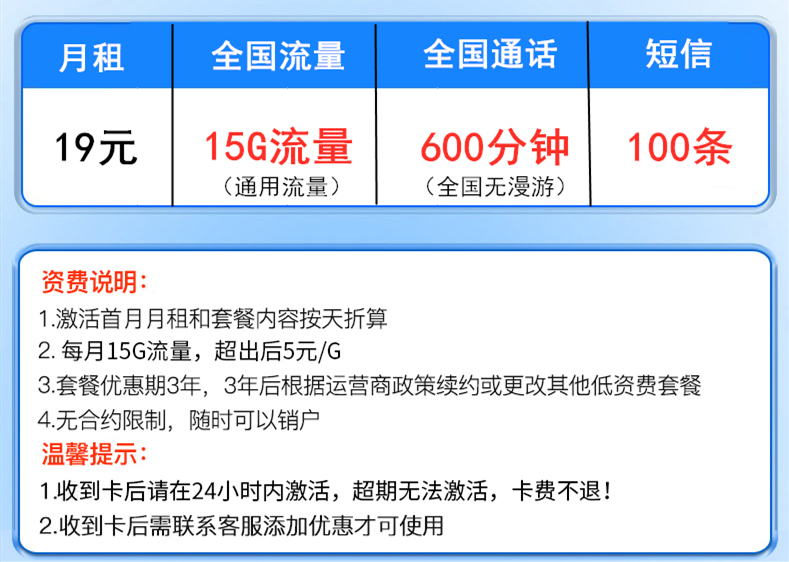 月租 全国流量 全国通话 短信
19元 15G流量 600分钟 100条
（通用流量） （全国无漫游）
资费说明：
1.激活首月月租和套餐内容按天折算
2. 每月15G流量，超出后5元/G
3.套餐优惠期3年，3年后根据运营商政策续约或更改其他低资费套餐
4.无合约限制，随时可以销户
温馨提示：
1.收到卡后请在24小时内激活，超期无法激活，卡费不退！
2.收到卡后需联系客服添加优惠才可使用